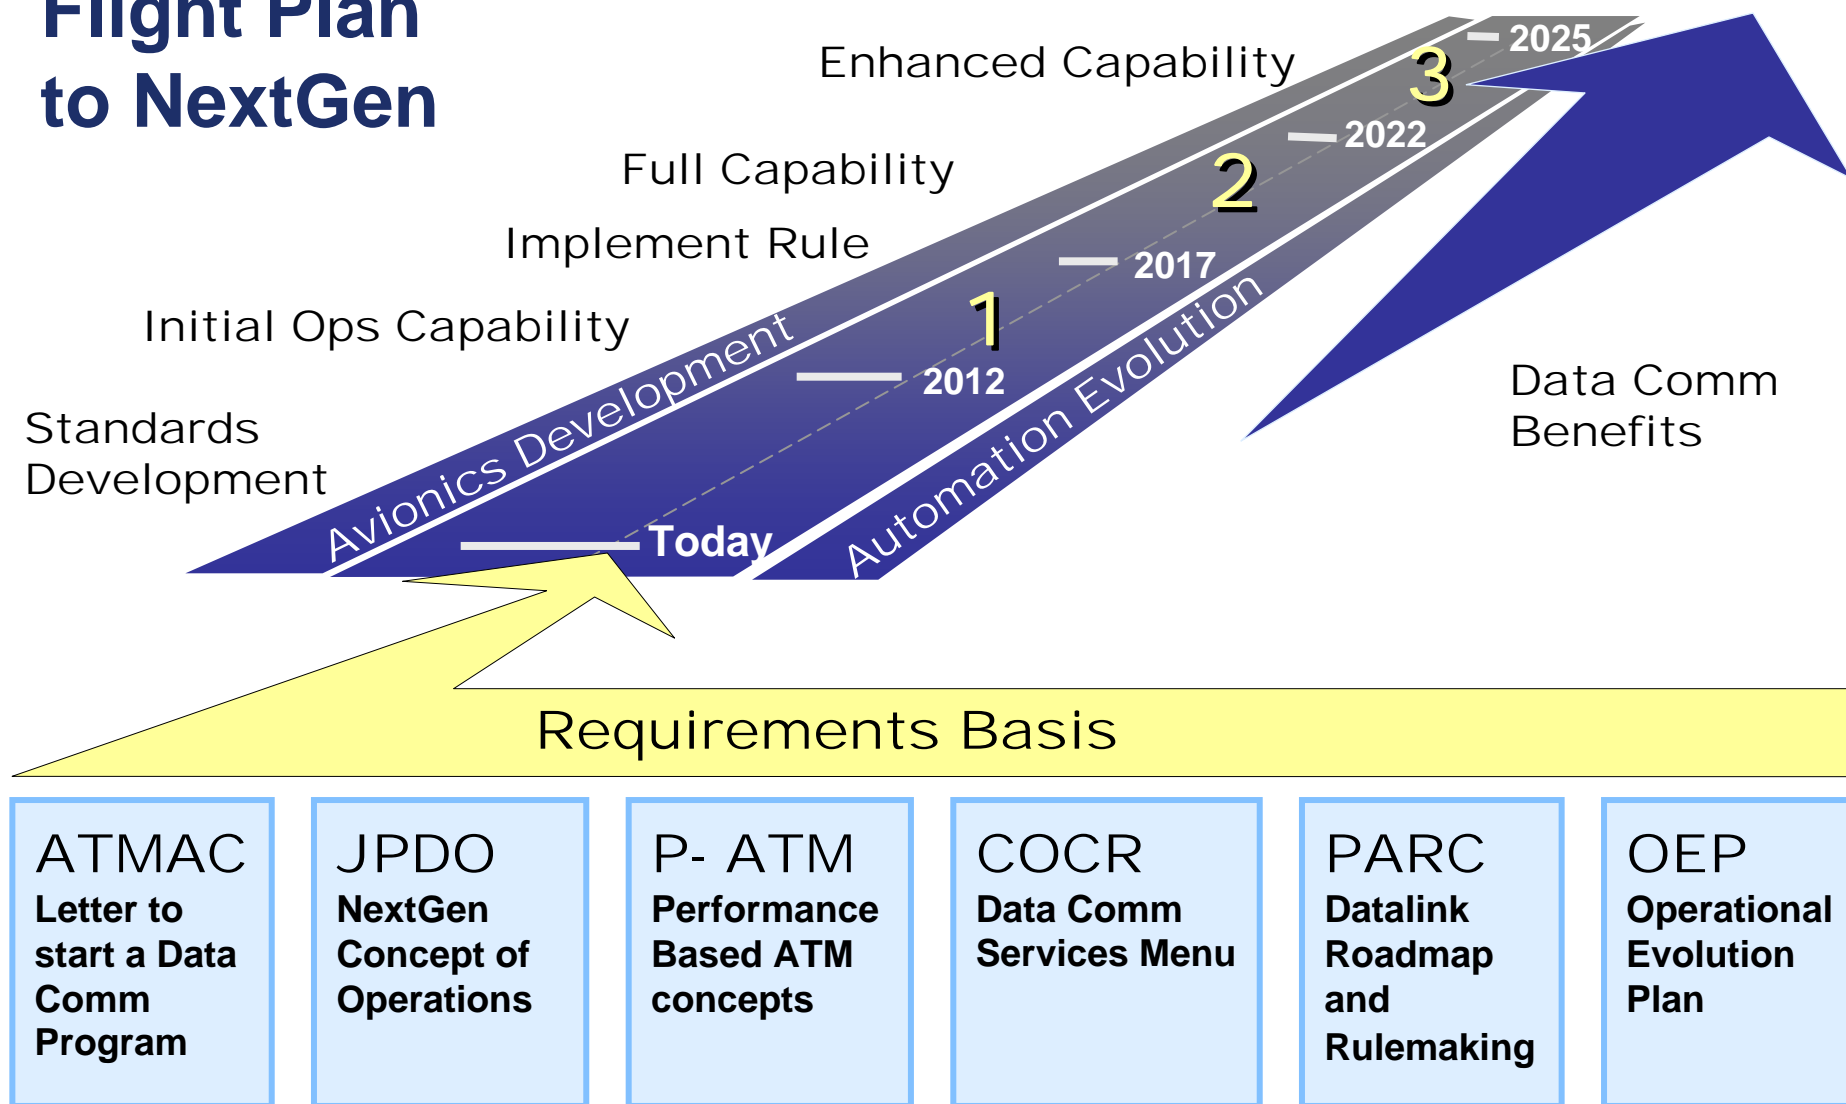 Flight Plan
to NextGen
Enhanced Capability
Full Capability
Implement Rule
Initial Ops Capability
Standards
Development
2025
3
2022
2
2017
1
2012
Today
Avionics Development
Automation Evolution
Data Comm
Benefits
Requirements Basis
ATMAC
Letter to
start a Data
Comm
Program
JPDO
NextGen
Concept of
Operations
P- ATM
Performance
Based ATM
concepts
COCR
Data Comm
Services Menu
PARC
Datalink
Roadmap
and
Rulemaking
OEP
Operational
Evolution
Plan